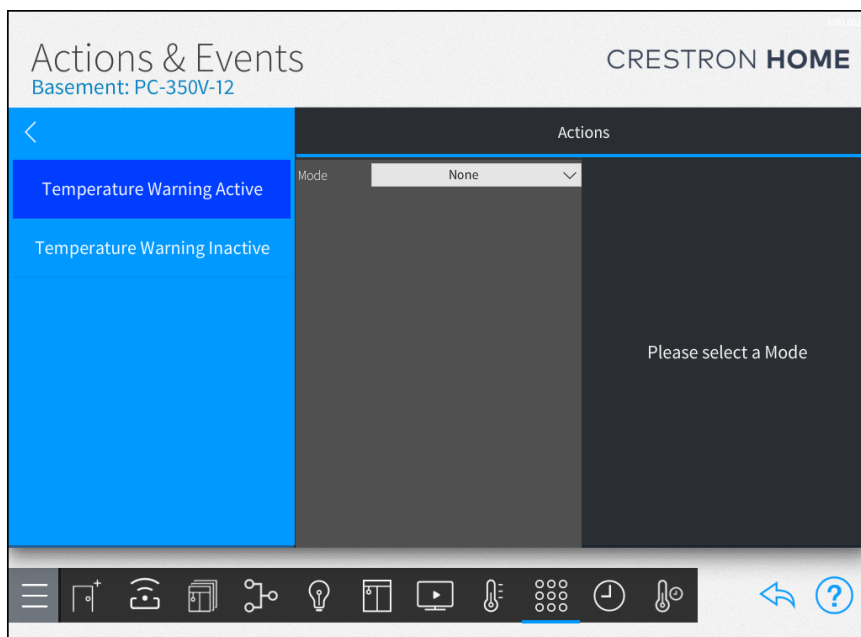 Actions & Events
CRESTRON HOME
Basement: PC-350V-12
Actions
Temperature Warning Active
Mode
None
Temperature Warning Inactive
Please select a Mode
?